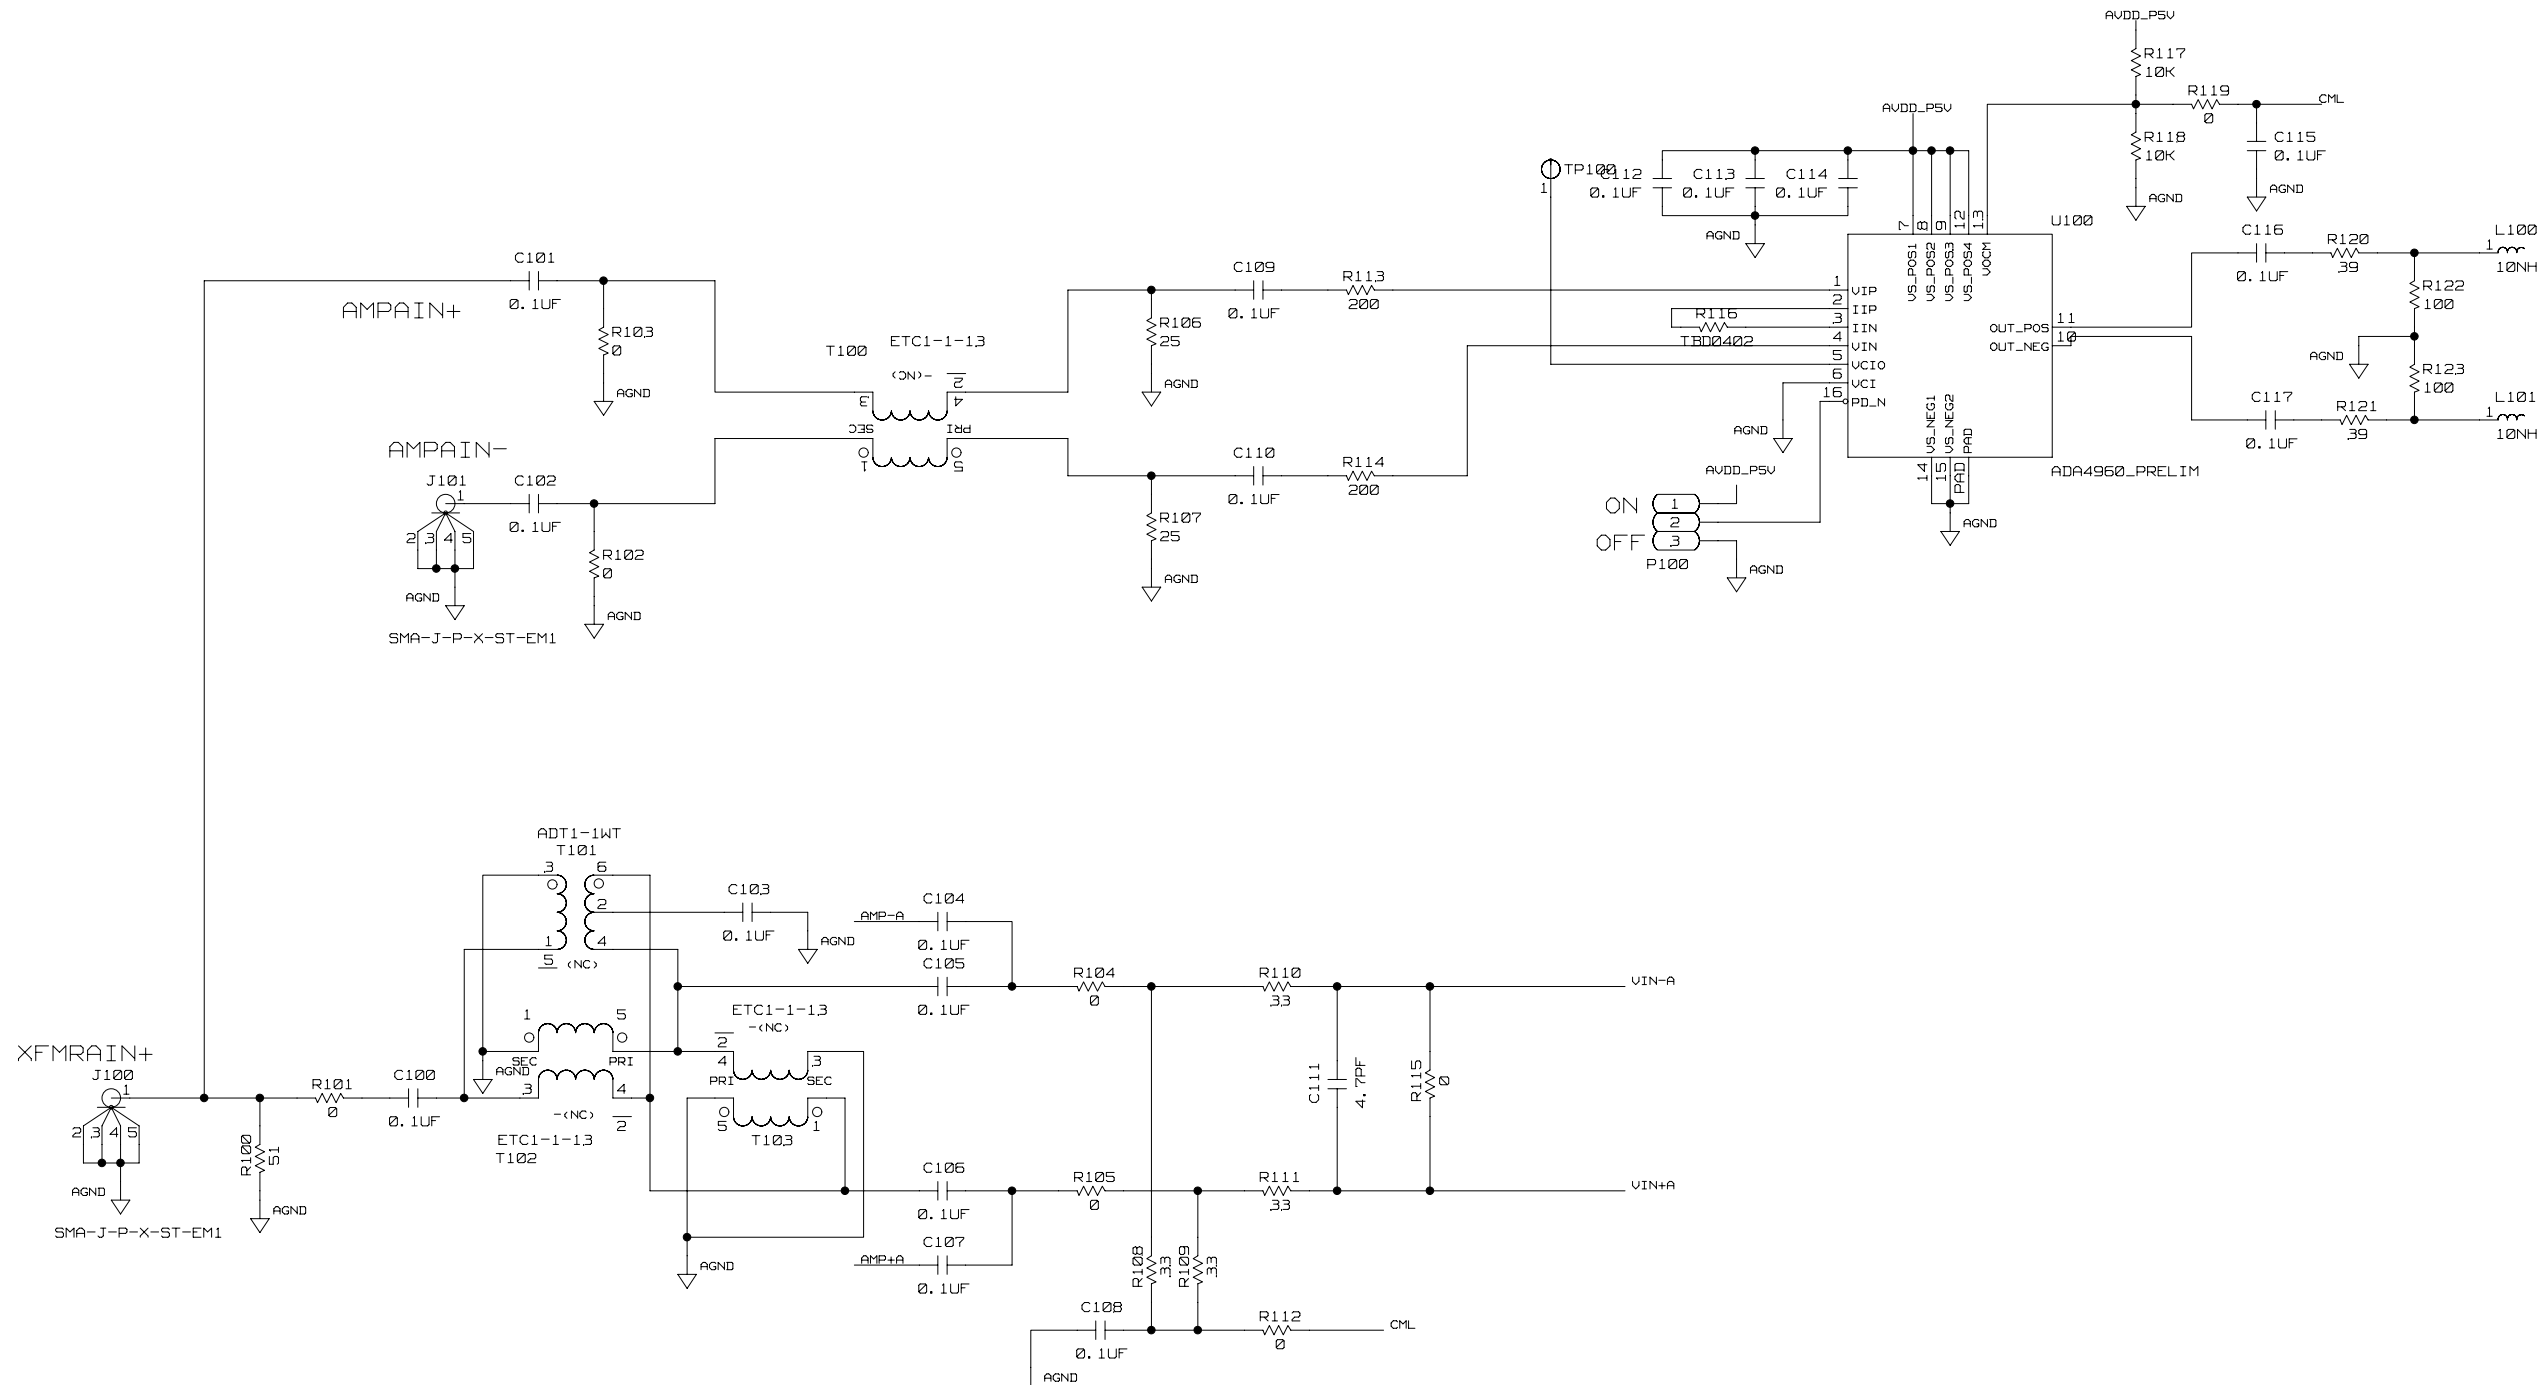 AVDD_P5V
R117
10K
R119
0
CML
R118
10K
C115
0.1UF
AGND
AGND
AVDD_P5V
TP100
1
C112
0.1UF
C113
0.1UF
C114
0.1UF
AGND
7
8
9
12
13
U100
VS_POS1
VS_POS2
VS_POS3
VS_POS4
VOCM
1
VIP
2
IIP
3
IIN
4
VIN
5
VCIO
6
VCI
16
PD_N
R116
TBD0402
OUT_POS
11
OUT_NEG
10
VS_NEG1
VS_NEG2
PAD
14
15
PAD
ADA4960_PRELIM
AGND
AGND
AVDD_P5V
ON
1
2
OFF
3
P100
AGND
C116
0.1UF
R120
39
L100
1
10NH
R122
100
AGND
R123
100
C117
0.1UF
R121
39
L101
1
10NH
C101
0.1UF
AMPAIN+
R103
0
AGND
T100
ETC1-1-13
-(NC)
2
3
4
SEC
PRI
1
5
AMPAIN-
J101
1
2
3
4
5
AGND
SMA-J-P-X-ST-EM1
C102
0.1UF
R102
0
AGND
R106
25
AGND
C109
0.1UF
R113
200
C110
0.1UF
R114
200
R107
25
AGND
ADT1-1WT
T101
3
6
2
1
4
5
(NC)
C103
0.1UF
AGND
AMP-A
C104
0.1UF
C105
0.1UF
R104
0
R110
33
VIN-A
1
5
SEC
PRI
AGND
3
4
-(NC)
2
ETC1-1-13
T102
ETC1-1-13
-(NC)
2
4
3
PRI
SEC
5
1
T103
AGND
XFMRAIN+
J100
1
2
3
4
5
AGND
SMA-J-P-X-ST-EM1
R100
51
AGND
R101
0
C100
0.1UF
C111
4.7PF
R115
0
C106
0.1UF
R105
0
R111
33
VIN+A
AMP+A
C107
0.1UF
R108
33
R109
33
C108
0.1UF
AGND
R112
0
CML